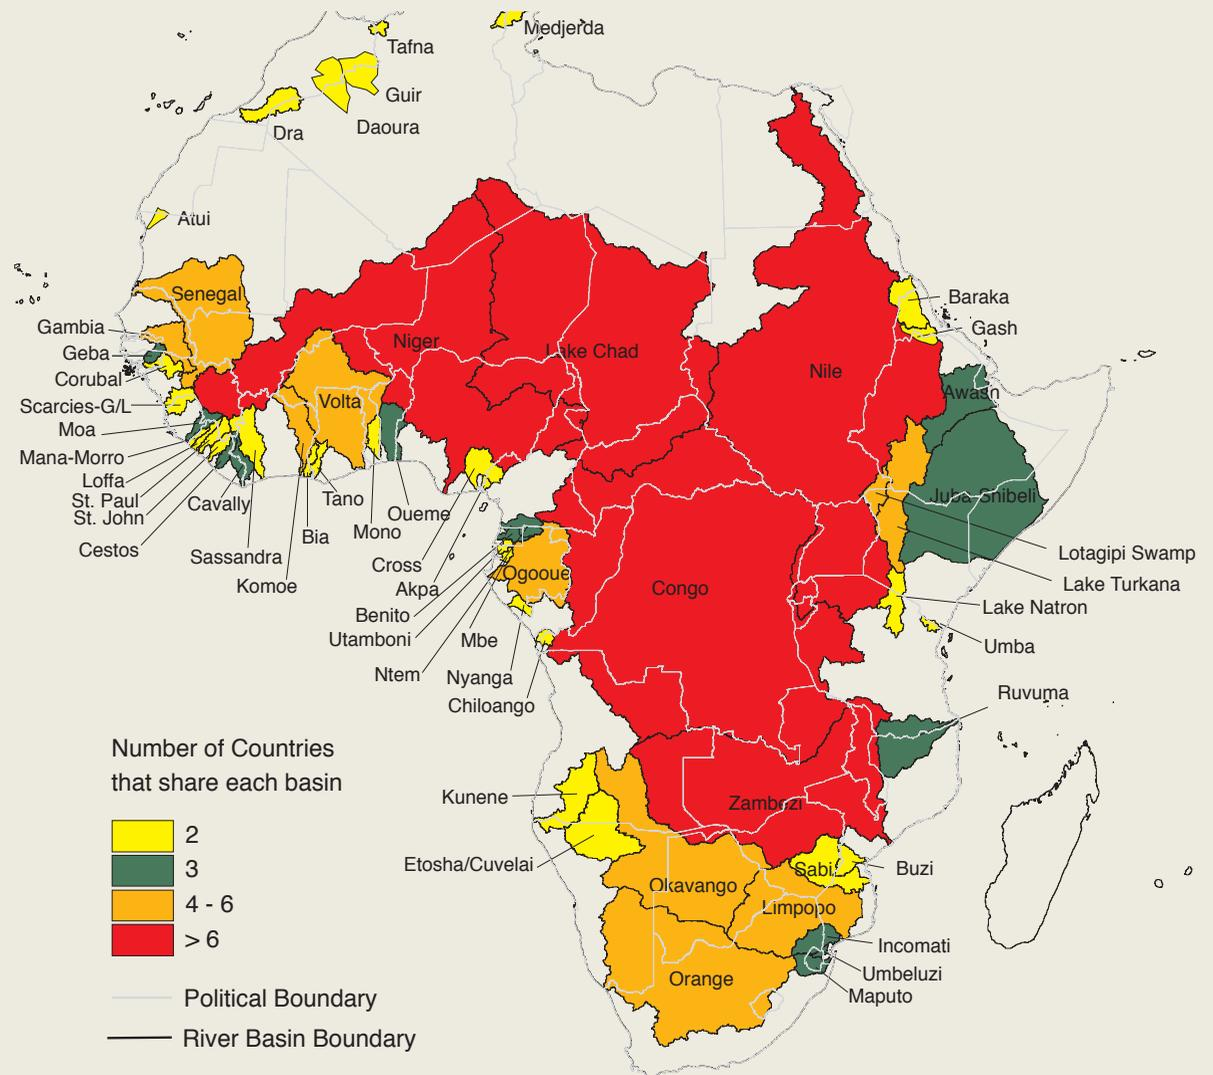 Medjerda
Tafna
Guir
Daoura
Dra
Atui
Senegal
Gambia
Geba
Corubal
Scarcies-G/L
Moa
Mana-Morro
Loffa
St. Paul
St. John
Cestos
Cavally
Sassandra
Komoe
Bia
Tano
Mono
Oueme
Cross
Akpa
Benito
Utamboni
Ntem
Mbe
Nyanga
Chiloango
Niger
Volta
Lake Chad
Nile
Baraka
Gash
Awash
Juba-Shibeli
Lotagipi Swamp
Lake Turkana
Lake Natron
Umba
Ruvuma
Ogooue
Congo
Zambezi
Kunene
Etosha/Cuvelai
Okavango
Sabi
Buzi
Limpopo
Incomati
Umbeluzi
Maputo
Orange
Number of Countries
that share each basin
2
3
4 - 6
> 6
Political Boundary
River Basin Boundary